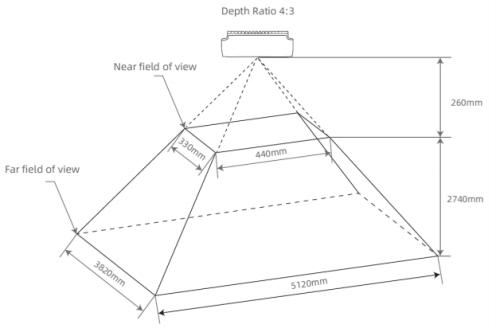 Depth Ratio 4:3
Near field of view
260mm
330mm
440mm
Far field of view
2740mm
3820mm
5120mm